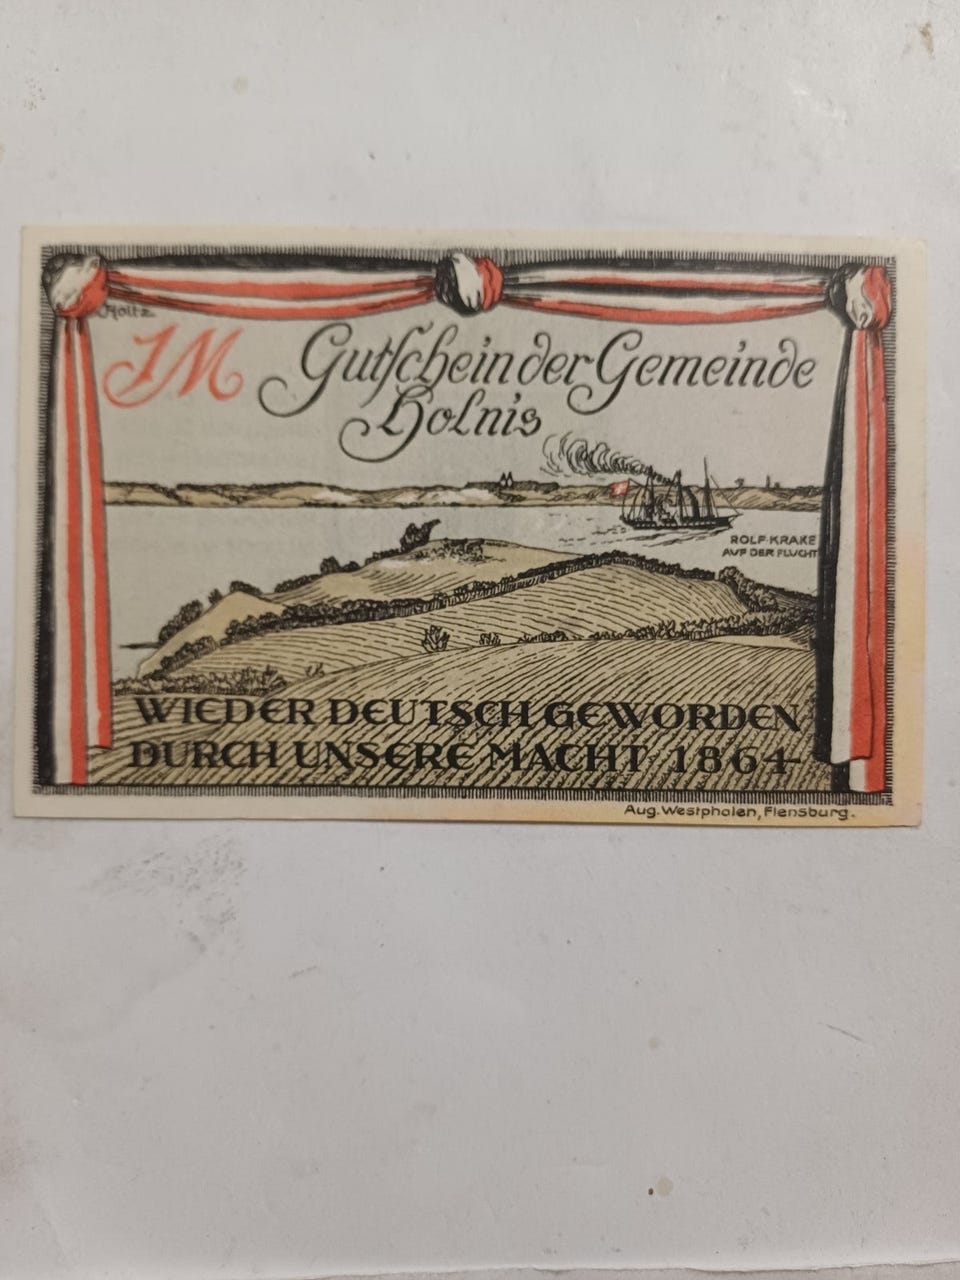 Holtz
1M Gutschein der Gemeinde
Holnis
ROLF KRAKE
AUF DER FLUCHT
WIEDER DEUTSCH GEWORDEN
DURCH UNSERE MACHT 1864
Aug. Westphalen, Flensburg.